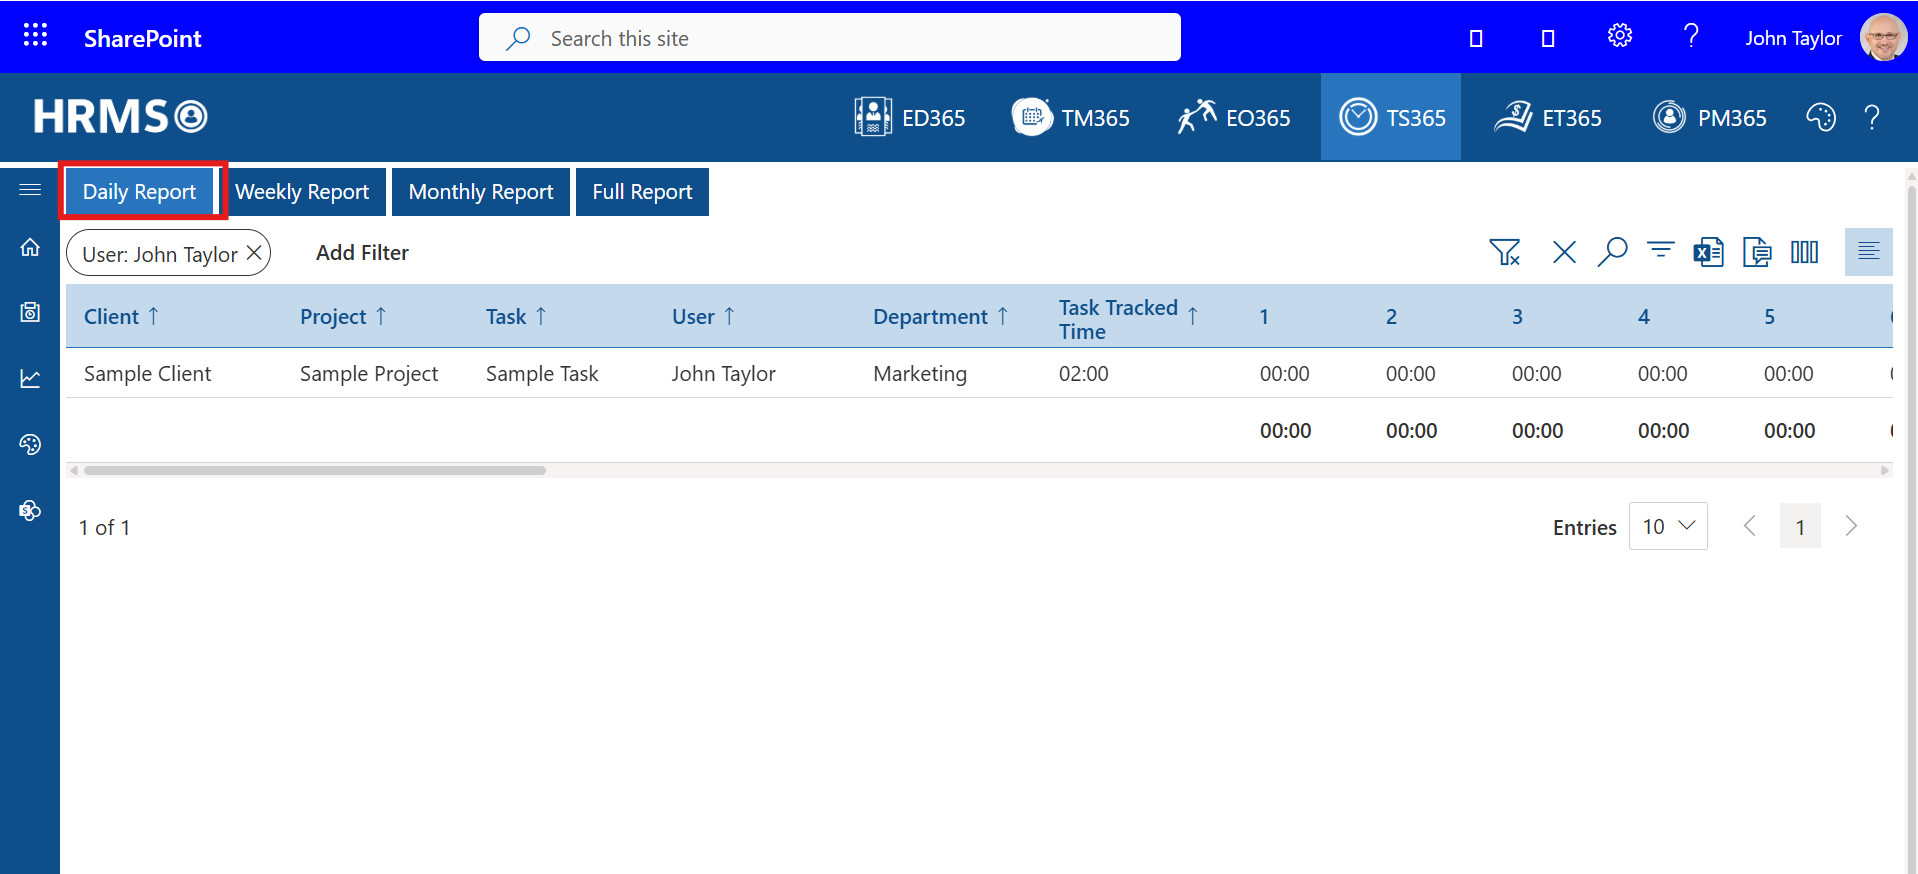 SharePoint
Search this site
?
John Taylor
HRMS
ED365
TM365
EO365
TS365
ET365
PM365
?
Daily Report
Weekly Report
Monthly Report
Full Report
User: John Taylor
Add Filter
Client ↑ Project ↑ Task ↑ User ↑ Department ↑ Task Tracked Time ↑ 1 2 3 4 5
Sample Client Sample Project Sample Task John Taylor Marketing 02:00 00:00 00:00 00:00 00:00 00:00
00:00 00:00 00:00 00:00 00:00
1 of 1
Entries 10 1